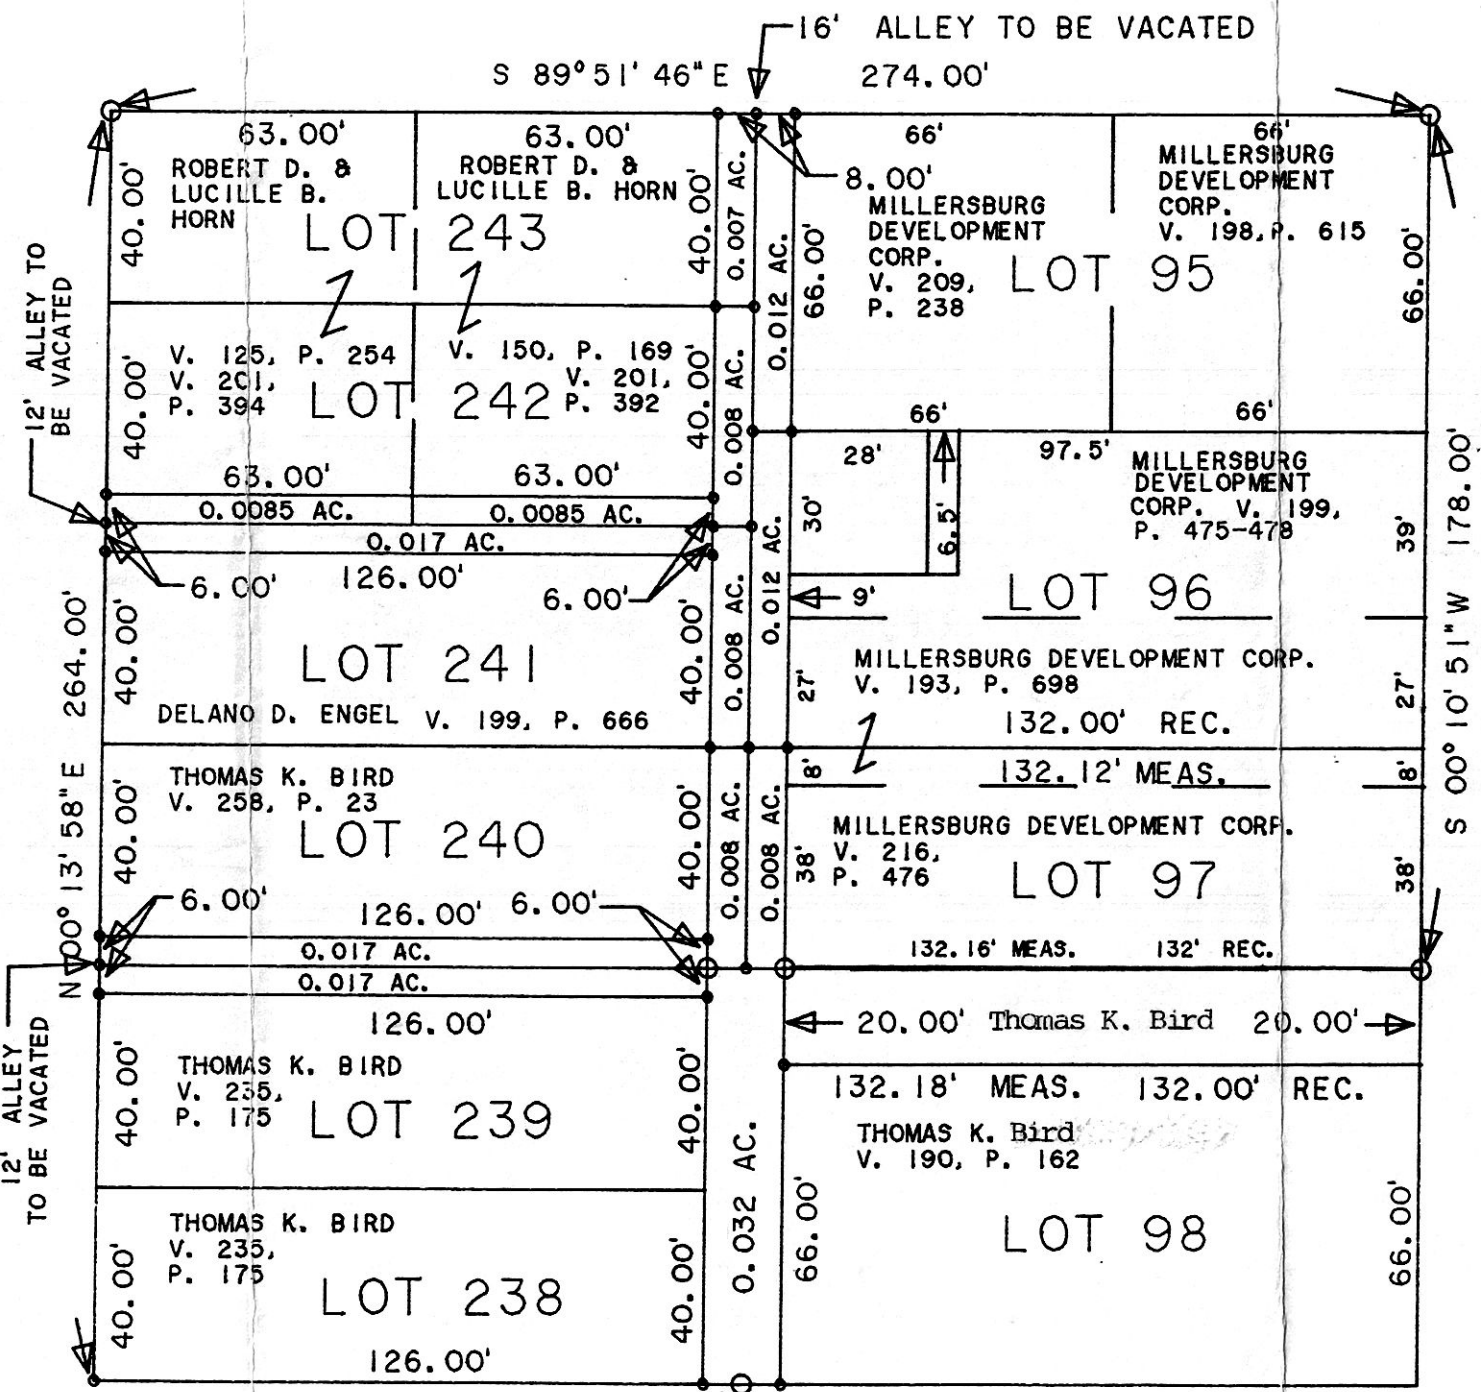 16' ALLEY TO BE VACATED
S 89°51'46"E 274.00'
63.00' 63.00' 66' 66'
8.00'
ROBERT D. &
LUCILLE B.
HORN
ROBERT D. &
LUCILLE B. HORN
40.00'
LOT 243
40.00'
0.007 AC.
0.012 AC.
66.00'
MILLERSBURG
DEVELOPMENT
CORP.
V. 209,
P. 238
LOT 95
MILLERSBURG
DEVELOPMENT
CORP.
V. 198, P. 615
66.00'
12' ALLEY TO
BE VACATED
40.00'
V. 125, P. 254
V. 201,
P. 394
LOT 242
V. 150, P. 169
V. 201,
P. 392
40.00'
0.008 AC.
66' 66'
63.00' 63.00'
0.0085 AC. 0.0085 AC.
0.017 AC.
6.00' 126.00' 6.00'
28' 97.5'
30'
6.5'
9'
MILLERSBURG
DEVELOPMENT
CORP. V. 199,
P. 475-478
39'
LOT 96
S 00°10'51"W 178.00'
N 00°13'58"E 264.00'
40.00'
LOT 241
40.00'
0.008 AC.
0.012 AC.
DELANO D. ENGEL V. 199, P. 666
27'
MILLERSBURG DEVELOPMENT CORP.
V. 193, P. 698
27'
132.00' REC.
8' 132.12' MEAS. 8'
THOMAS K. BIRD
V. 258, P. 23
40.00'
LOT 240
40.00'
0.008 AC.
0.008 AC.
38'
MILLERSBURG DEVELOPMENT CORP.
V. 216,
P. 476
LOT 97
38'
6.00' 126.00' 6.00'
0.017 AC.
0.017 AC.
132.16' MEAS. 132' REC.
12' ALLEY
TO BE VACATED
126.00'
20.00' Thomas K. Bird 20.00'
THOMAS K. BIRD
V. 235,
P. 175
40.00'
LOT 239
40.00'
132.18' MEAS. 132.00' REC.
THOMAS K. Bird
V. 190, P. 162
0.032 AC.
66.00'
LOT 98
66.00'
THOMAS K. BIRD
V. 235,
P. 175
40.00'
LOT 238
40.00'
126.00'